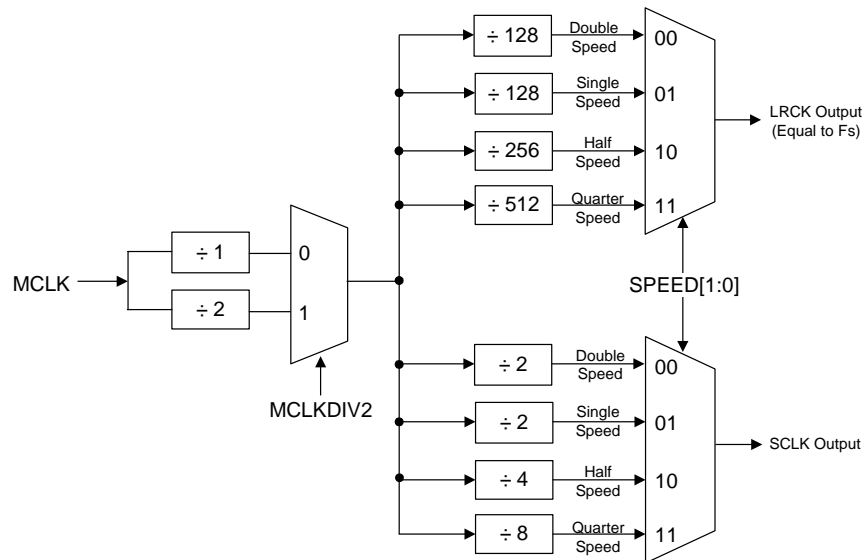 ÷ 128
Double
Speed
00
÷ 128
Single
Speed
01
LRCK Output
(Equal to Fs)
÷ 256
Half
Speed
10
÷ 512
Quarter
Speed
11
÷ 1
0
MCLK
÷ 2
1
MCLKDIV2
SPEED[1:0]
÷ 2
Double
Speed
00
÷ 2
Single
Speed
01
SCLK Output
÷ 4
Half
Speed
10
÷ 8
Quarter
Speed
11